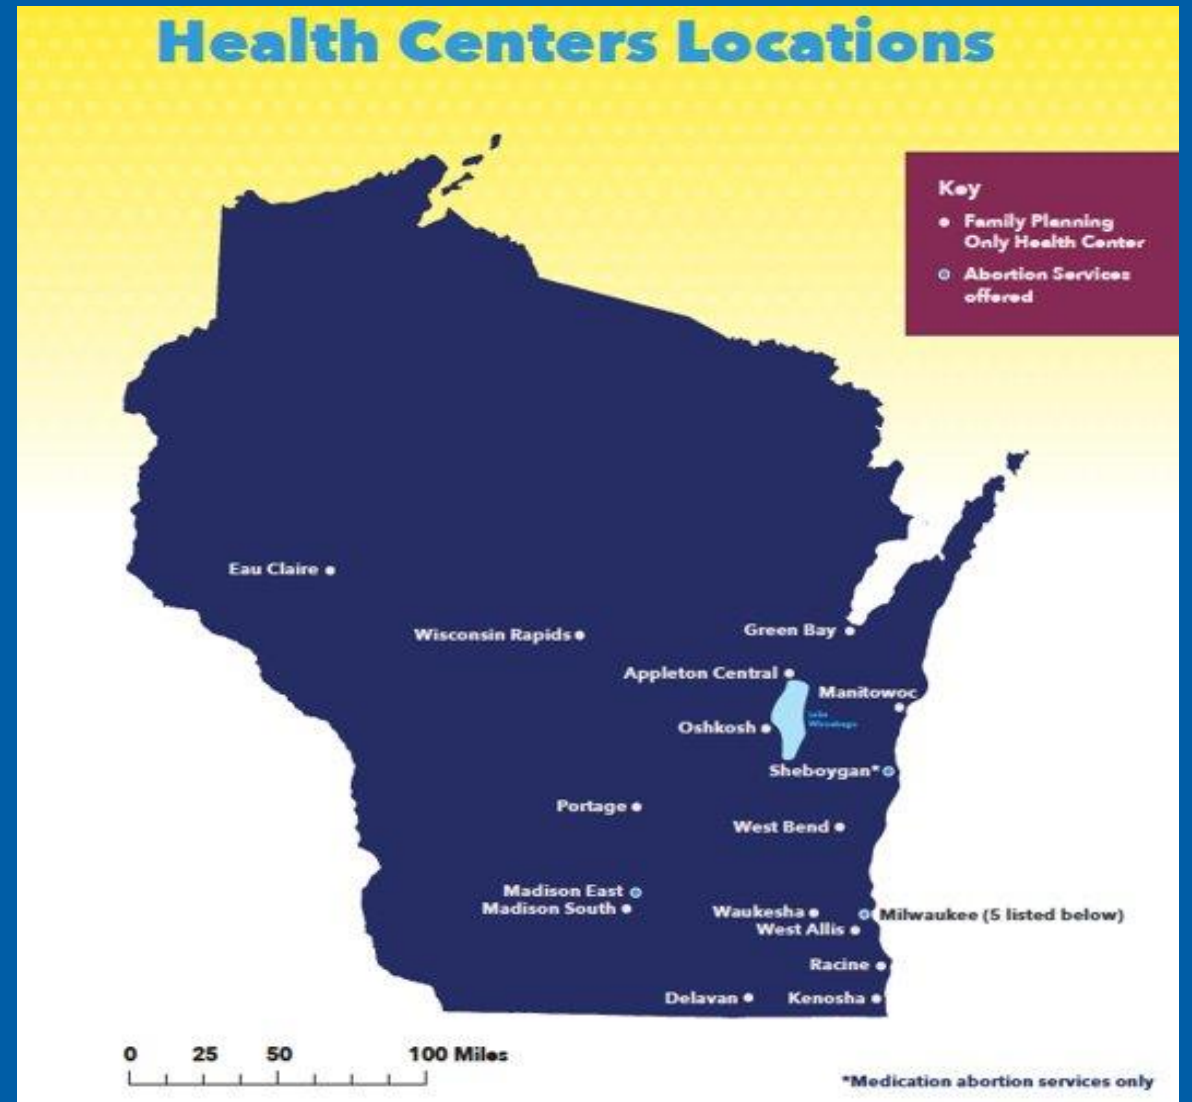 Health Centers Locations
Key
Family Planning
Only Health Center
Abortion Services
offered
Eau Claire
Wisconsin Rapids
Green Bay
Appleton Central
Manitowoc
Lake
Winnebago
Oshkosh
Sheboygan*
Portage
West Bend
Madison East
Madison South
Waukesha
Milwaukee (5 listed below)
West Allis
Racine
Delavan
Kenosha
0 25 50 100 Miles
*Medication abortion services only